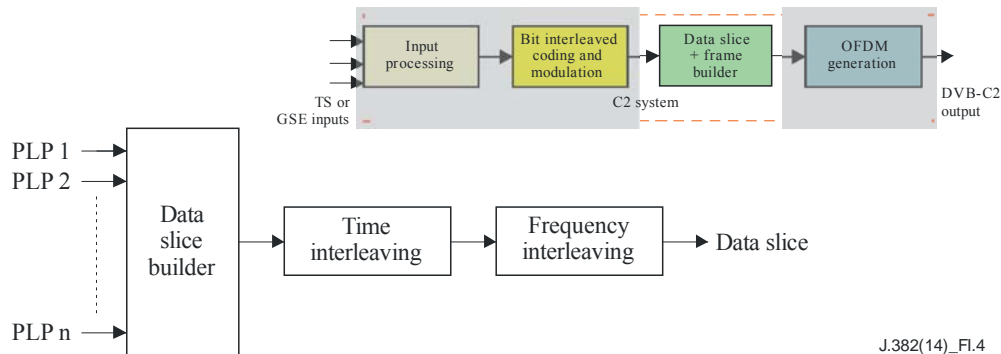 Input
processing
Bit interleaved
coding and
modulation
Data slice
+ frame
builder
OFDM
generation
TS or
GSE inputs
C2 system
DVB-C2
output
PLP 1
PLP 2
PLP n
Data
slice
builder
Time
interleaving
Frequency
interleaving
Data slice
J.382(14)_FI.4